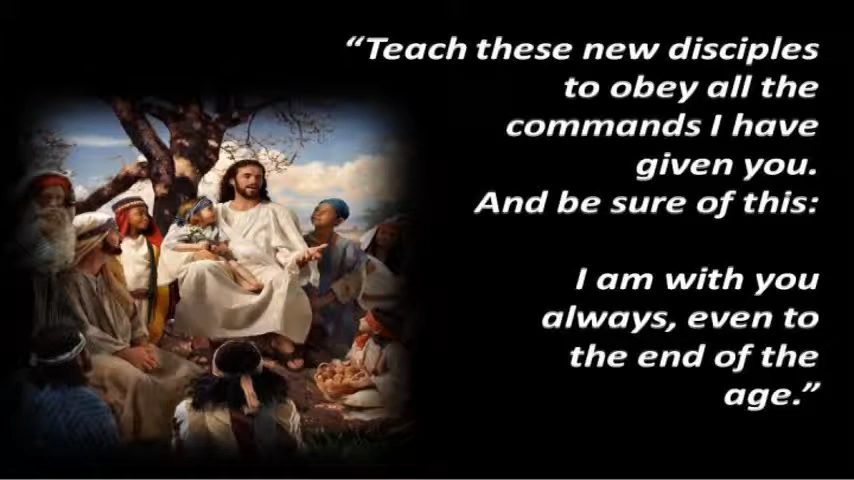 “Teach these new disciples
to obey all the
commands I have
given you.
And be sure of this:
I am with you
always, even to
the end of the
age.”